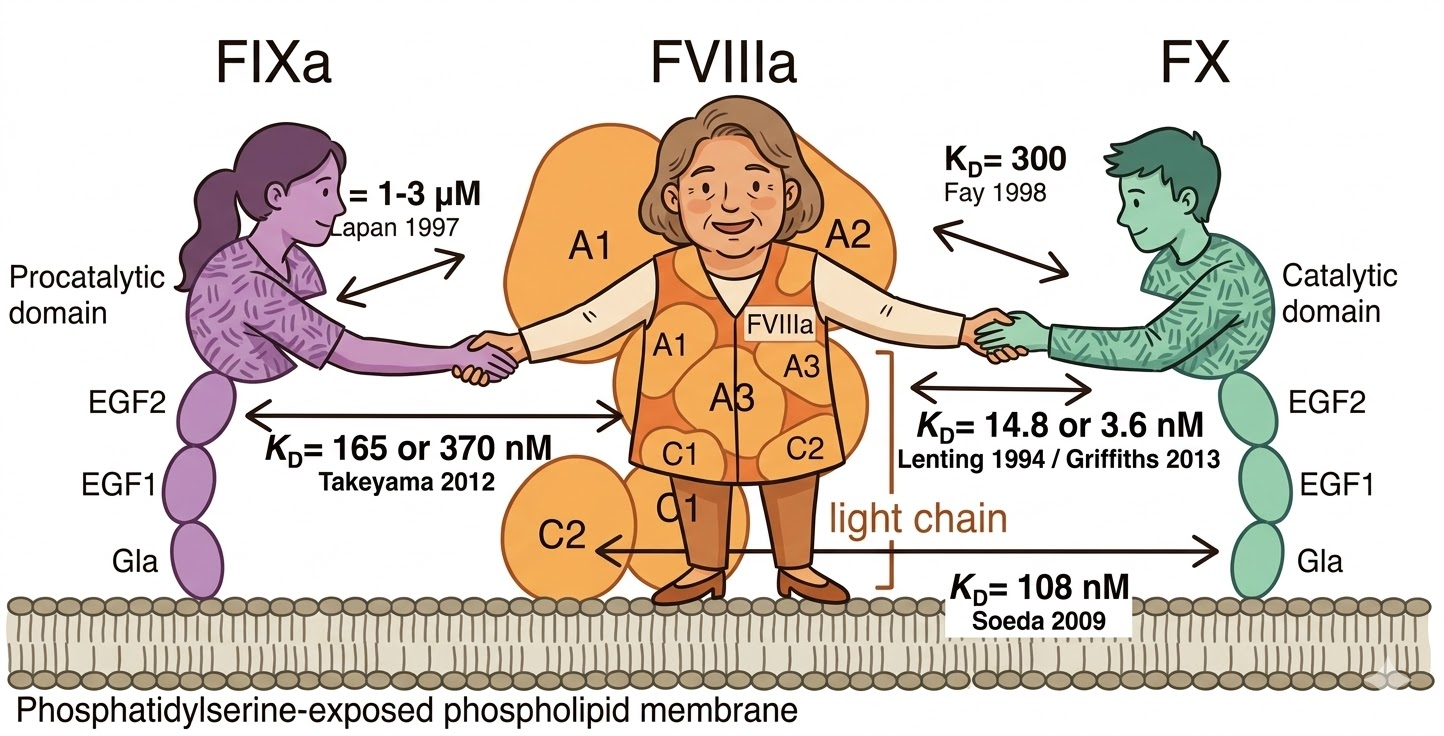 FIXa
FVIIIa
FX
= 1-3 µM
Lapan 1997
KD= 300
Fay 1998
A1
A2
Procatalytic
domain
Catalytic
domain
FVIIIa
A1
A3
A3
C1
C2
EGF2
EGF2
KD= 165 or 370 nM
Takeyama 2012
KD= 14.8 or 3.6 nM
Lenting 1994 / Griffiths 2013
EGF1
EGF1
C2
C1
light chain
Gla
Gla
KD= 108 nM
Soeda 2009
Phosphatidylserine-exposed phospholipid membrane